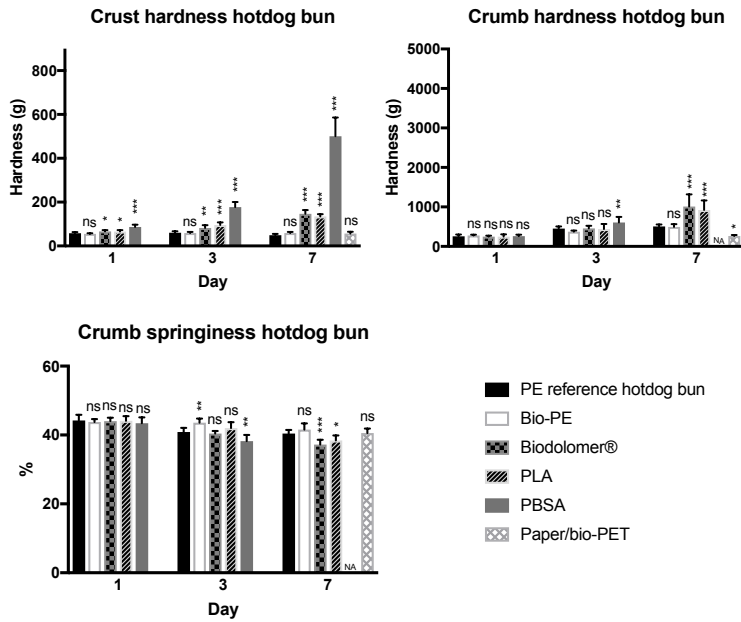 Crust hardness hotdog bun
Hardness (g)
800
600
400
200
0
ns
*
*
***
ns
**
***
***
ns
***
***
***
ns
1
3
7
Day
Crumb hardness hotdog bun
Hardness (g)
5000
4000
3000
2000
1000
0
ns
ns
ns
ns
ns
ns
ns
**
ns
***
***
NA
*
1
3
7
Day
Crumb springiness hotdog bun
%
60
40
20
0
ns
ns
ns
ns
**
ns
ns
**
ns
***
*
NA
ns
1
3
7
Day
PE reference hotdog bun
Bio-PE
Biodolomer®
PLA
PBSA
Paper/bio-PET